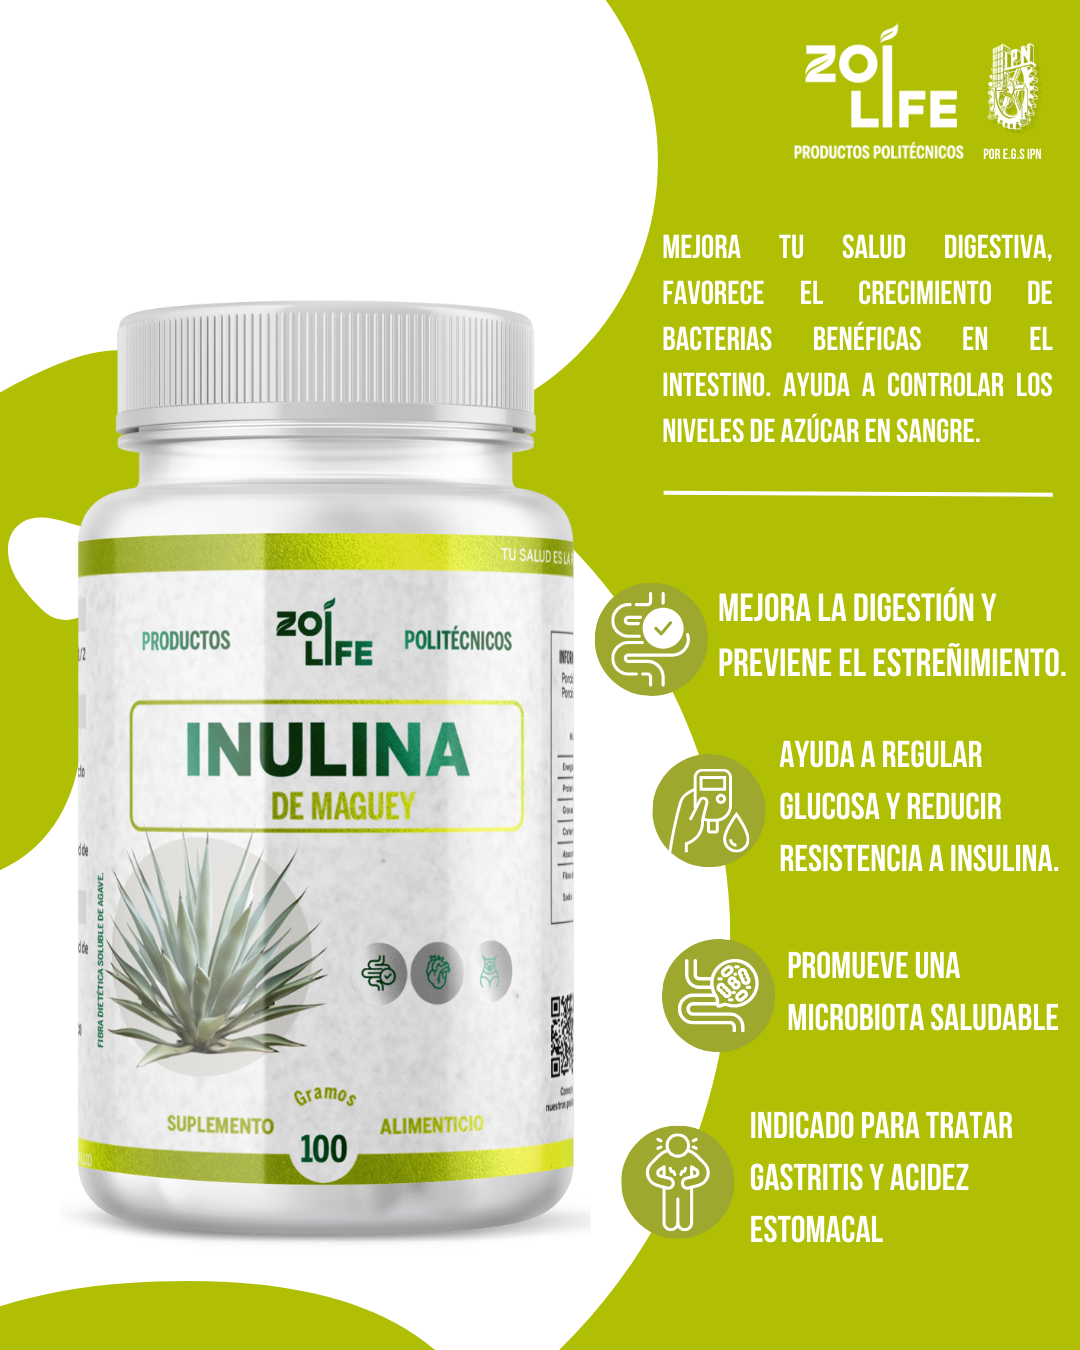 ZOÍ
LIFE
PRODUCTOS POLITÉCNICOS
IPN
POR E.G.S IPN
MEJORA TU SALUD DIGESTIVA,
FAVORECE EL CRECIMIENTO DE
BACTERIAS BENÉFICAS EN EL
INTESTINO. AYUDA A CONTROLAR LOS
NIVELES DE AZÚCAR EN SANGRE.
MEJORA LA DIGESTIÓN Y
PREVIENE EL ESTREÑIMIENTO.
AYUDA A REGULAR
GLUCOSA Y REDUCIR
RESISTENCIA A INSULINA.
PROMUEVE UNA
MICROBIOTA SALUDABLE
INDICADO PARA TRATAR
GASTRITIS Y ACIDEZ
ESTOMACAL
TU SALUD ES LA
PRODUCTOS
ZOÍ
LIFE
POLITÉCNICOS
INULINA
DE MAGUEY
FIBRA DIETÉTICA SOLUBLE DE AGAVE.
Gramos
100
SUPLEMENTO
ALIMENTICIO